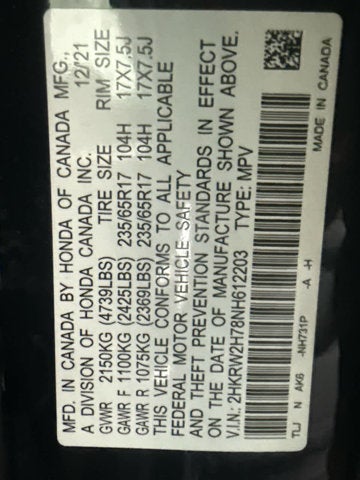 MFD. IN CANADA BY HONDA OF CANADA MFG.,
A DIVISION OF HONDA CANADA INC. 12/21
GVWR 2150KG (4739LBS) TIRE SIZE RIM SIZE
GAWR F 1100KG (2425LBS) 235/65R17 104H 17X7.5J
GAWR R 1075KG (2369LBS) 235/65R17 104H 17X7.5J
THIS VEHICLE CONFORMS TO ALL APPLICABLE
FEDERAL MOTOR VEHICLE SAFETY
AND THEFT PREVENTION STANDARDS IN EFFECT
ON THE DATE OF MANUFACTURE SHOWN ABOVE.
V.I.N.: 2HKRW2H78NH612203 TYPE: MPV
TLJ N AK6 -NH731P -A -H MADE IN CANADA